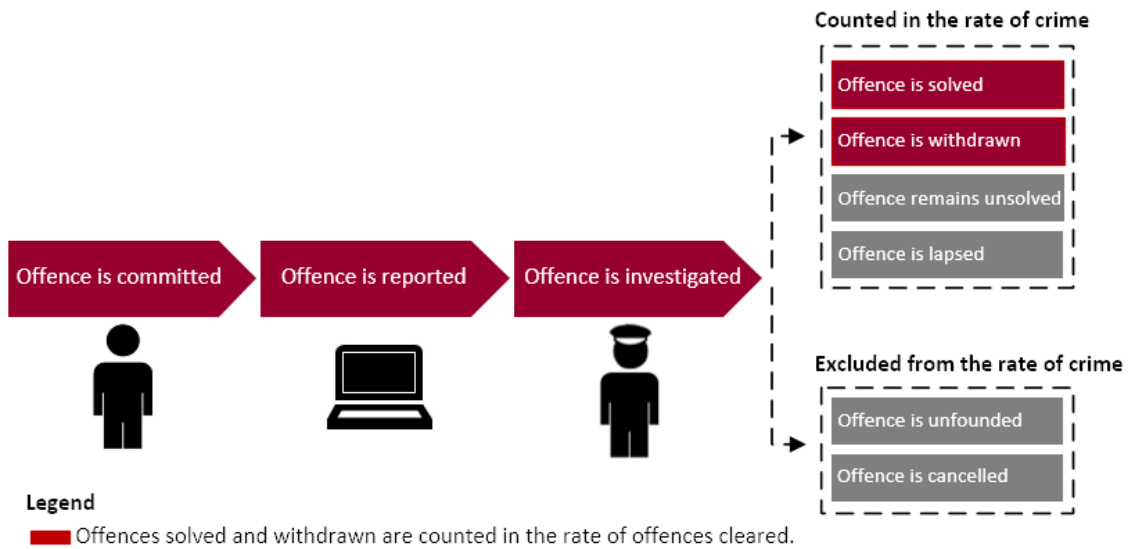 Counted in the rate of crime
Offence is solved
Offence is withdrawn
Offence remains unsolved
Offence is lapsed
Offence is committed
Offence is reported
Offence is investigated
Excluded from the rate of crime
Offence is unfounded
Offence is cancelled
Legend
Offences solved and withdrawn are counted in the rate of offences cleared.